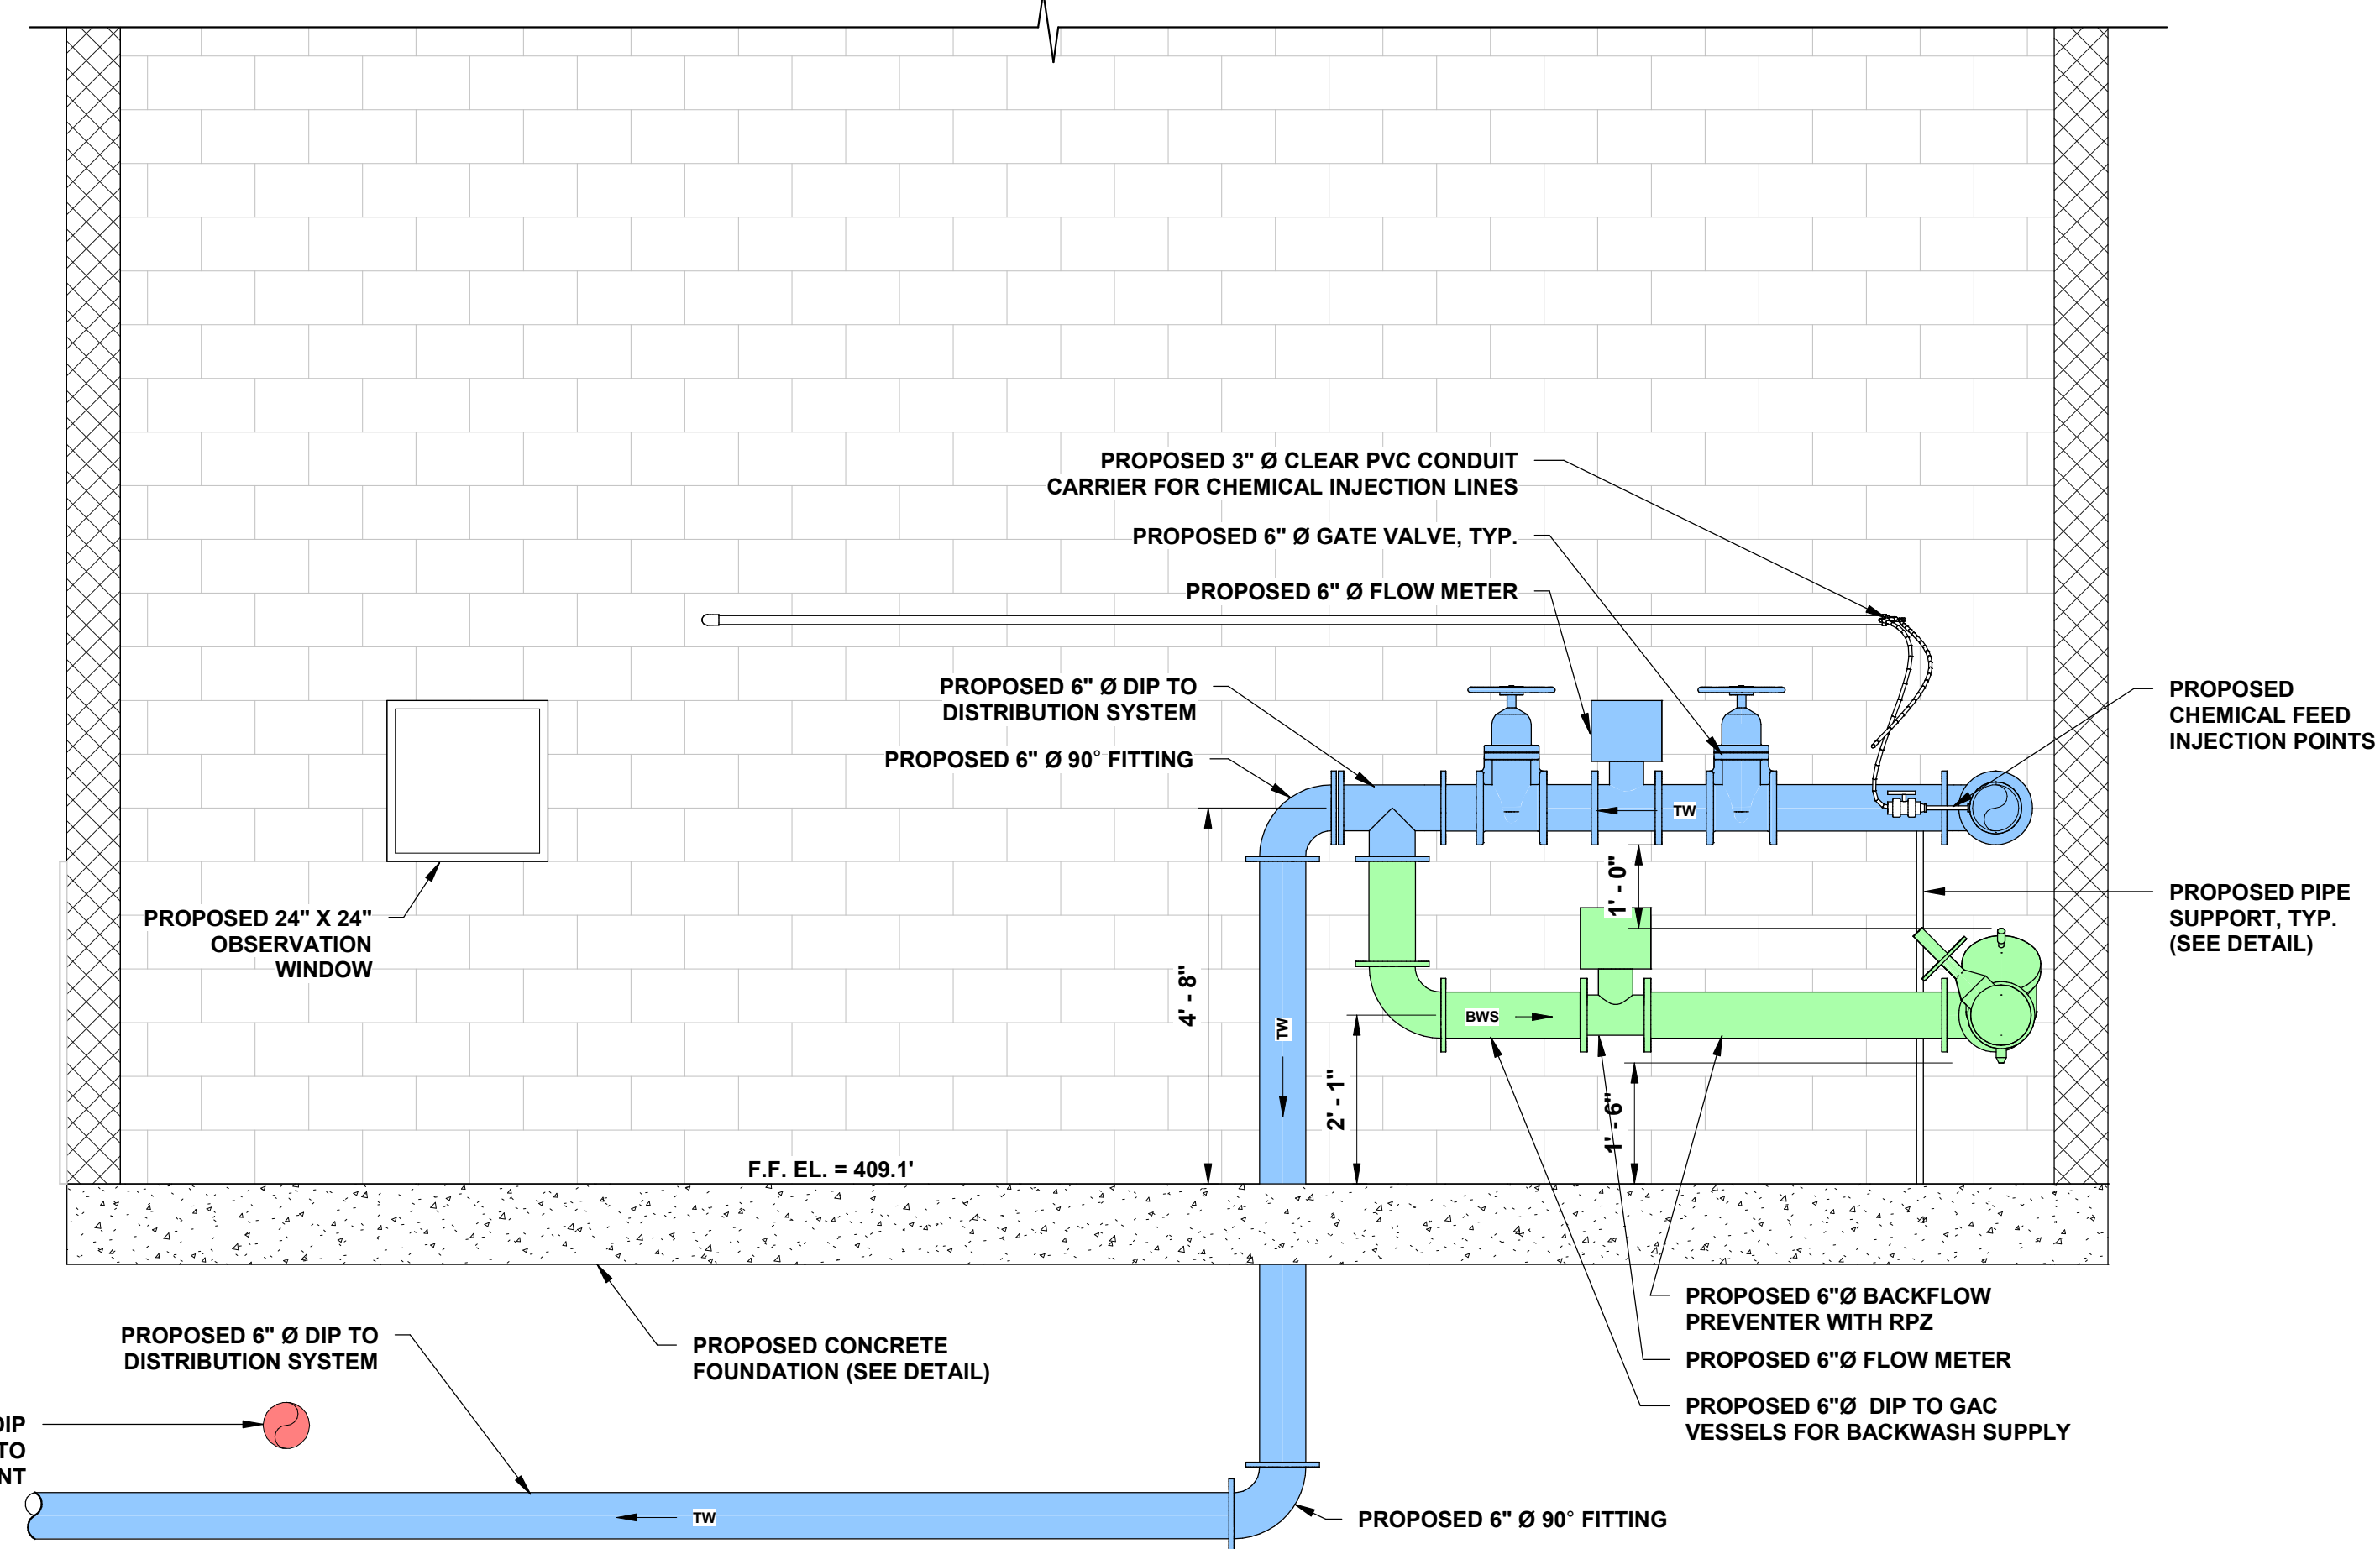 PROPOSED 3" Ø CLEAR PVC CONDUIT
CARRIER FOR CHEMICAL INJECTION LINES
PROPOSED 6" Ø GATE VALVE, TYP.
PROPOSED 6" Ø FLOW METER
PROPOSED 6" Ø DIP TO
DISTRIBUTION SYSTEM
PROPOSED 6" Ø 90° FITTING
PROPOSED
CHEMICAL FEED
INJECTION POINTS
TW
1' - 0"
PROPOSED PIPE
SUPPORT, TYP.
(SEE DETAIL)
PROPOSED 24" X 24"
OBSERVATION
WINDOW
4' - 8"
TW
BWS
2' - 1"
1' - 6"
F.F. EL. = 409.1'
PROPOSED 6"Ø BACKFLOW
PREVENTER WITH RPZ
PROPOSED 6"Ø FLOW METER
PROPOSED 6"Ø DIP TO GAC
VESSELS FOR BACKWASH SUPPLY
PROPOSED CONCRETE
FOUNDATION (SEE DETAIL)
PROPOSED 6" Ø DIP TO
DISTRIBUTION SYSTEM
DIP
TO
NT
TW
PROPOSED 6" Ø 90° FITTING